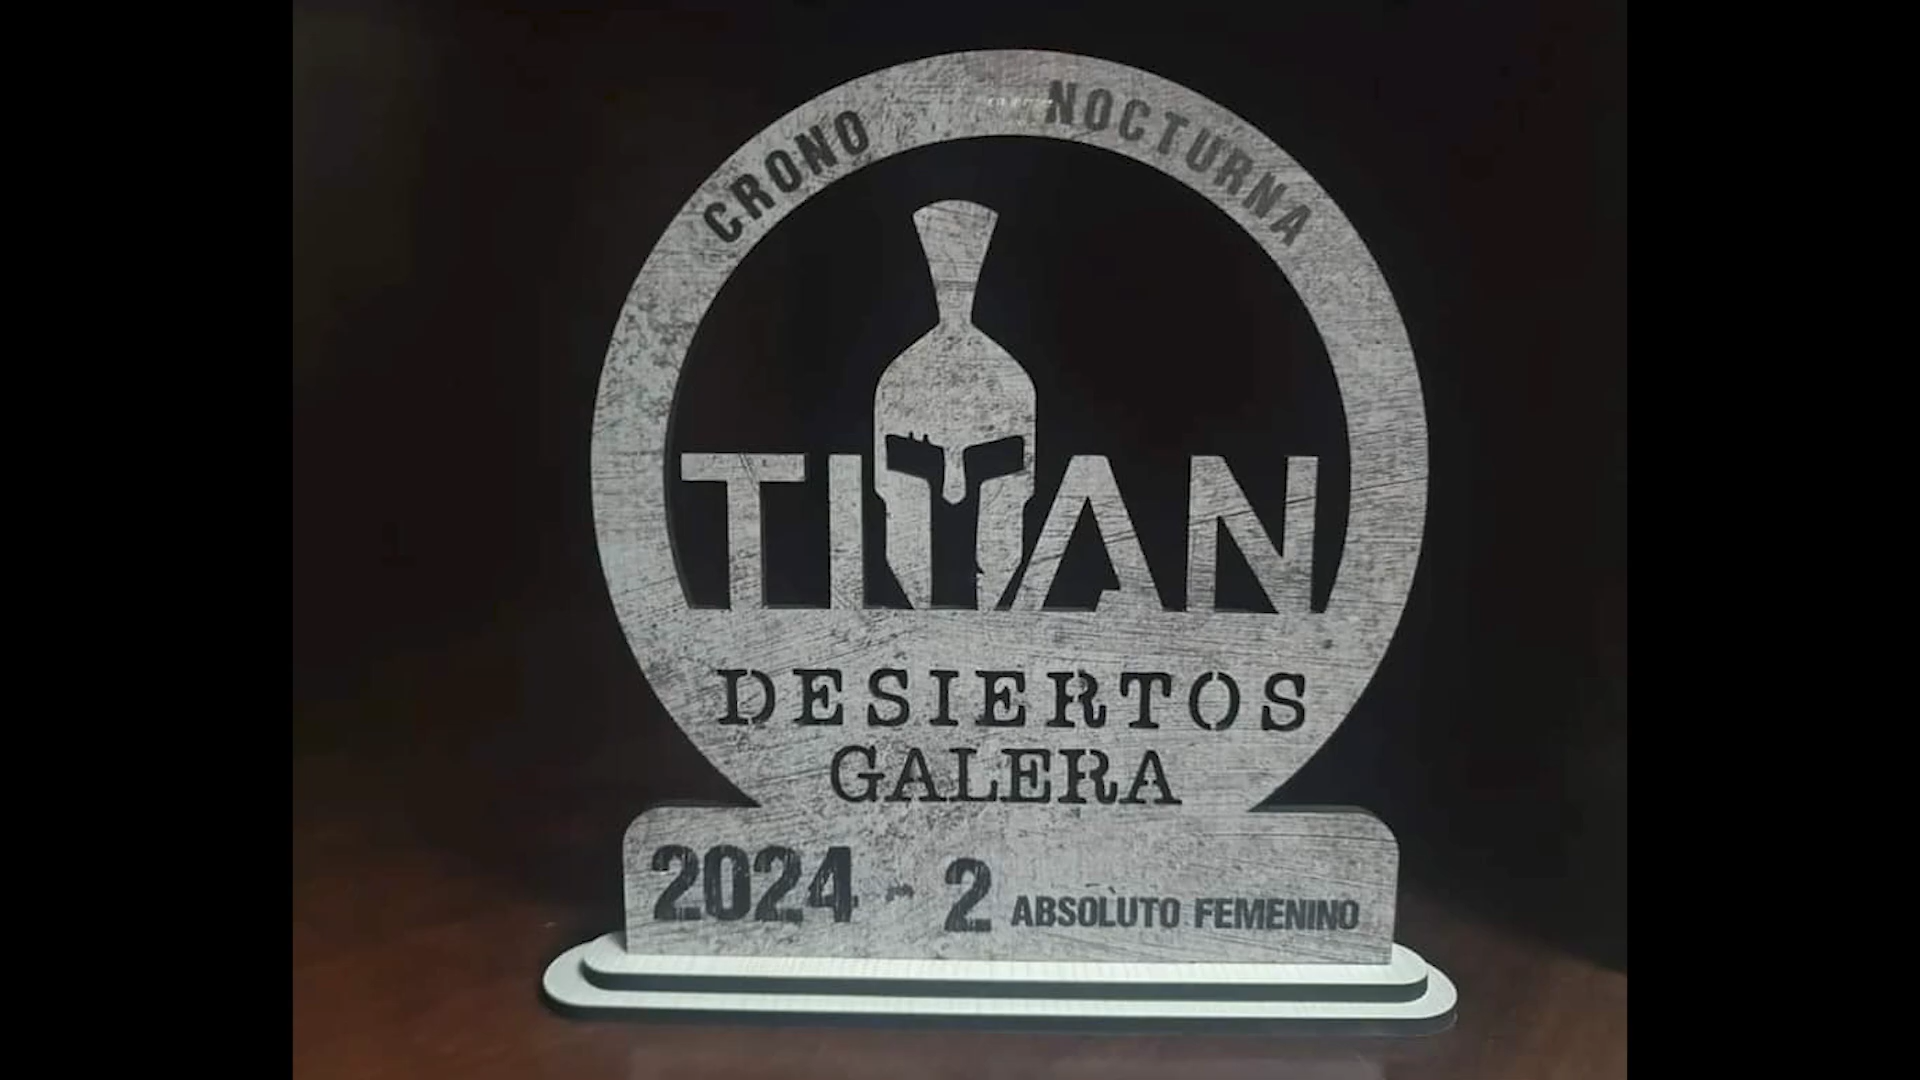 CRONO NOCTURNA
TITAN
DESIERTOS
GALERA
2024 - 2 ABSOLUTO FEMENINO